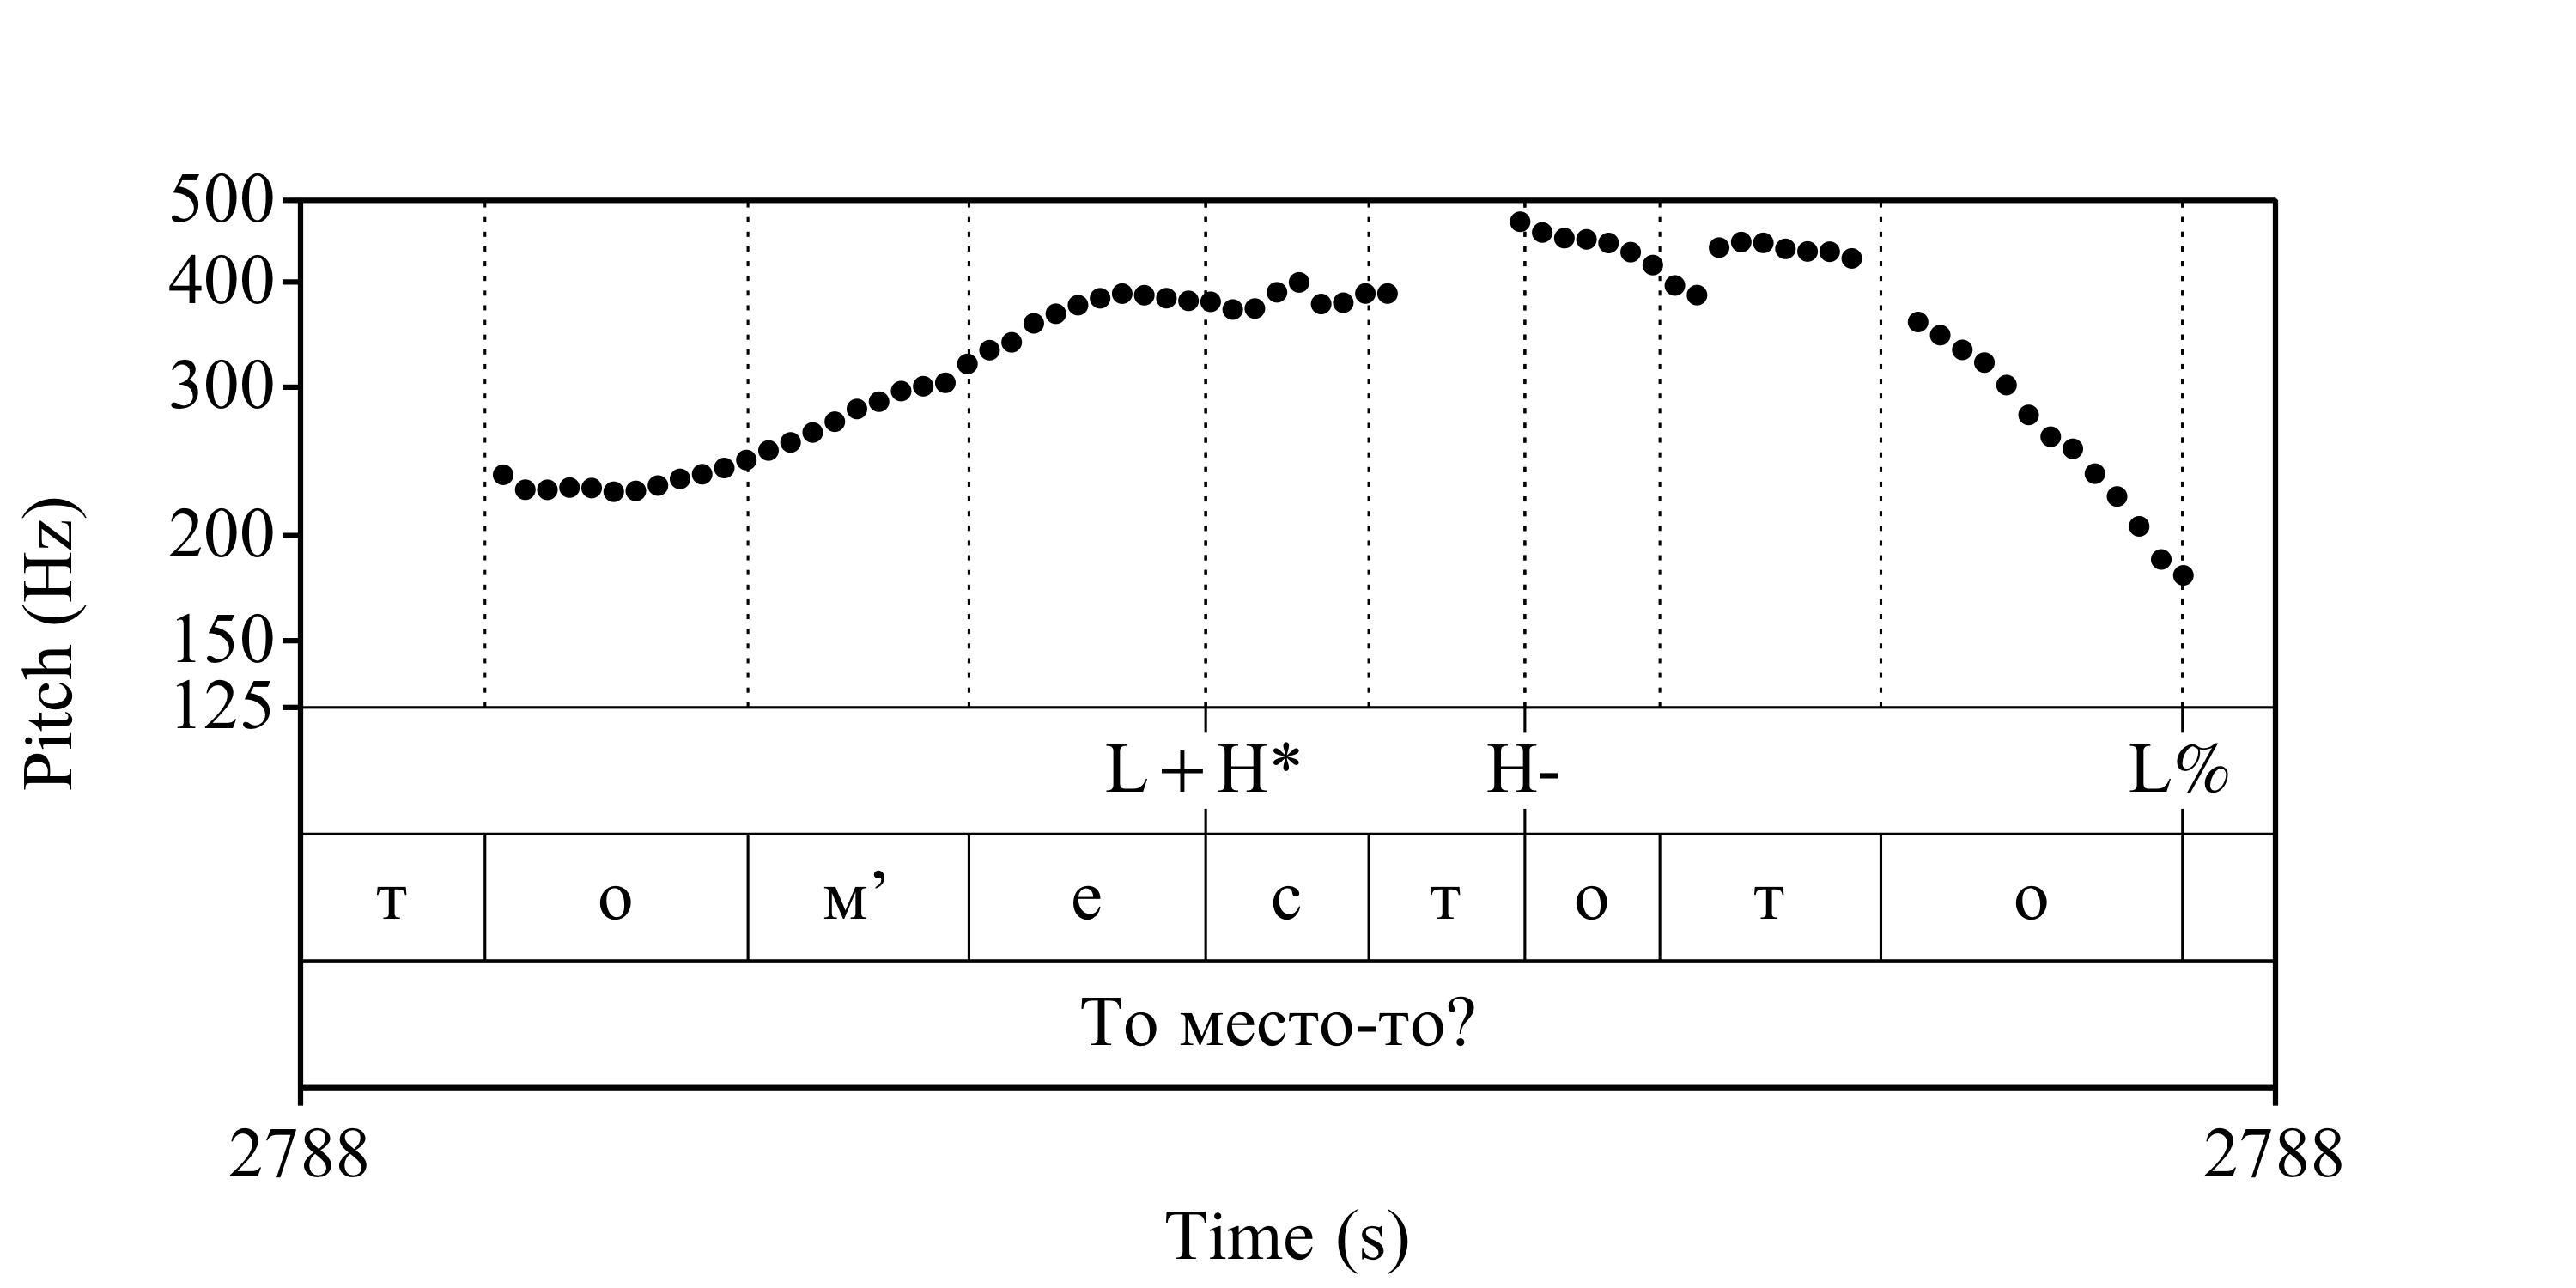 500
400
300
200
150
125
Pitch (Hz)
L+H* H- L%
т о м’ е с т о т о
То место-то?
2788 2788
Time (s)